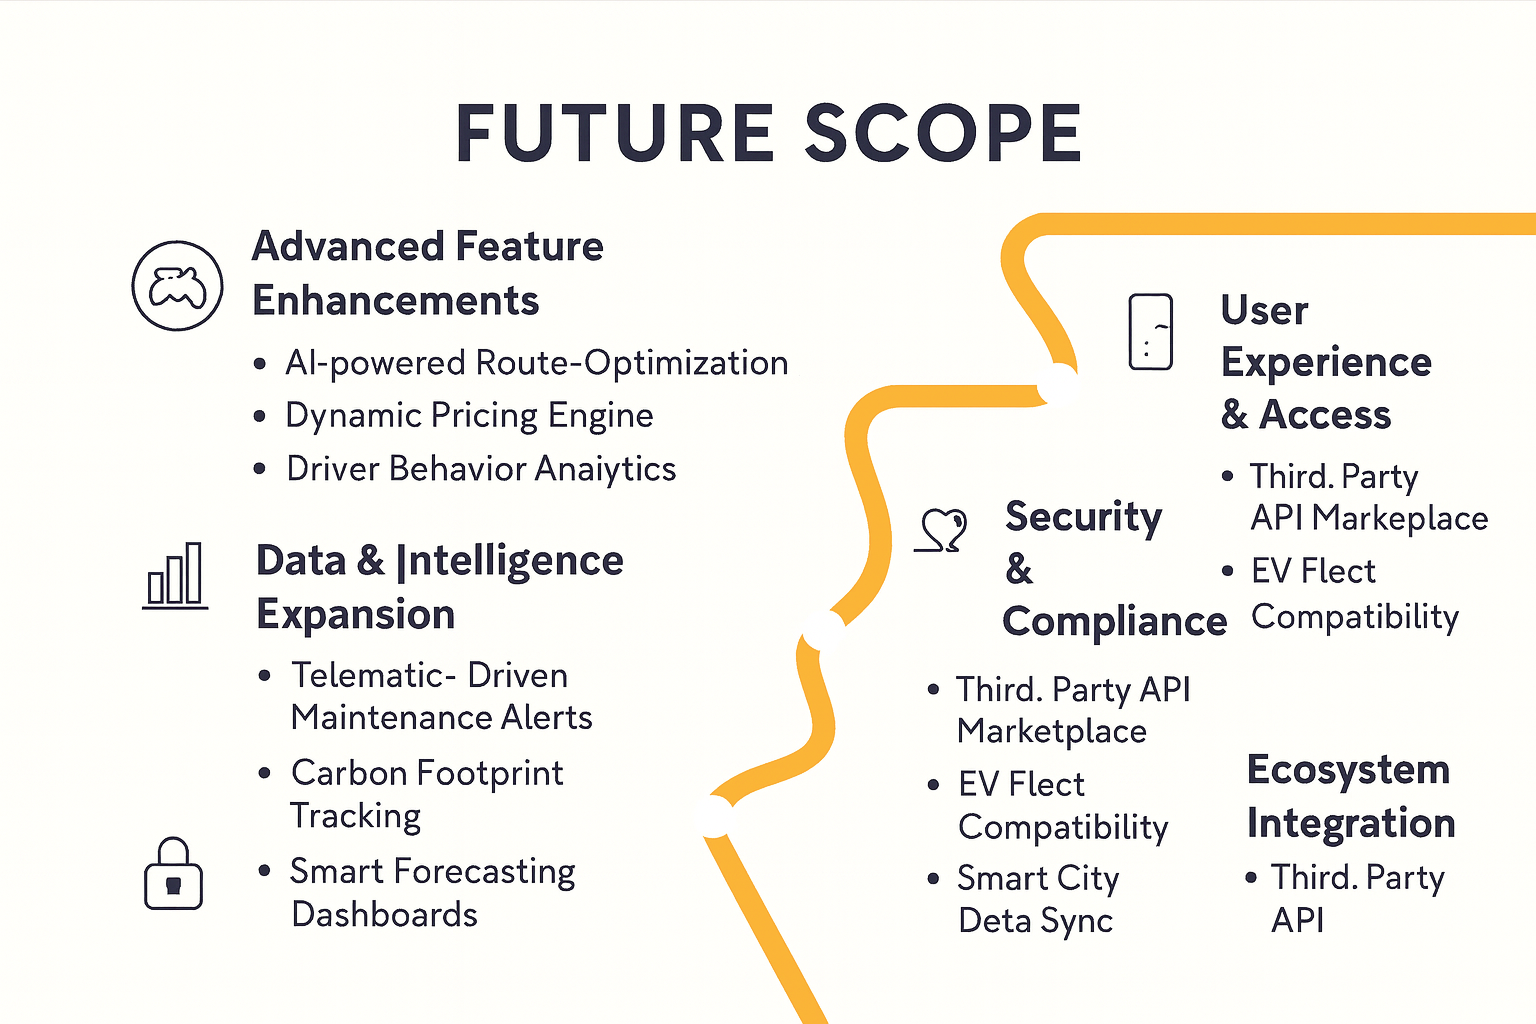 FUTURE SCOPE
Advanced Feature
Enhancements
• AI-powered Route-Optimization
• Dynamic Pricing Engine
• Driver Behavior Anaiytics
Data & |ntelligence
Expansion
• Telematic- Driven
Maintenance Alerts
• Carbon Footprint
Tracking
• Smart Forecasting
Dashboards
User
Experience
& Access
• Third. Party
API Markeplace
• EV Flect
Compatibility
Security
&
Compliance
• Third. Party API
Marketplace
• EV Flect
Compatibility
• Smart City
Deta Sync
Ecosystem
Integration
• Third. Party
API